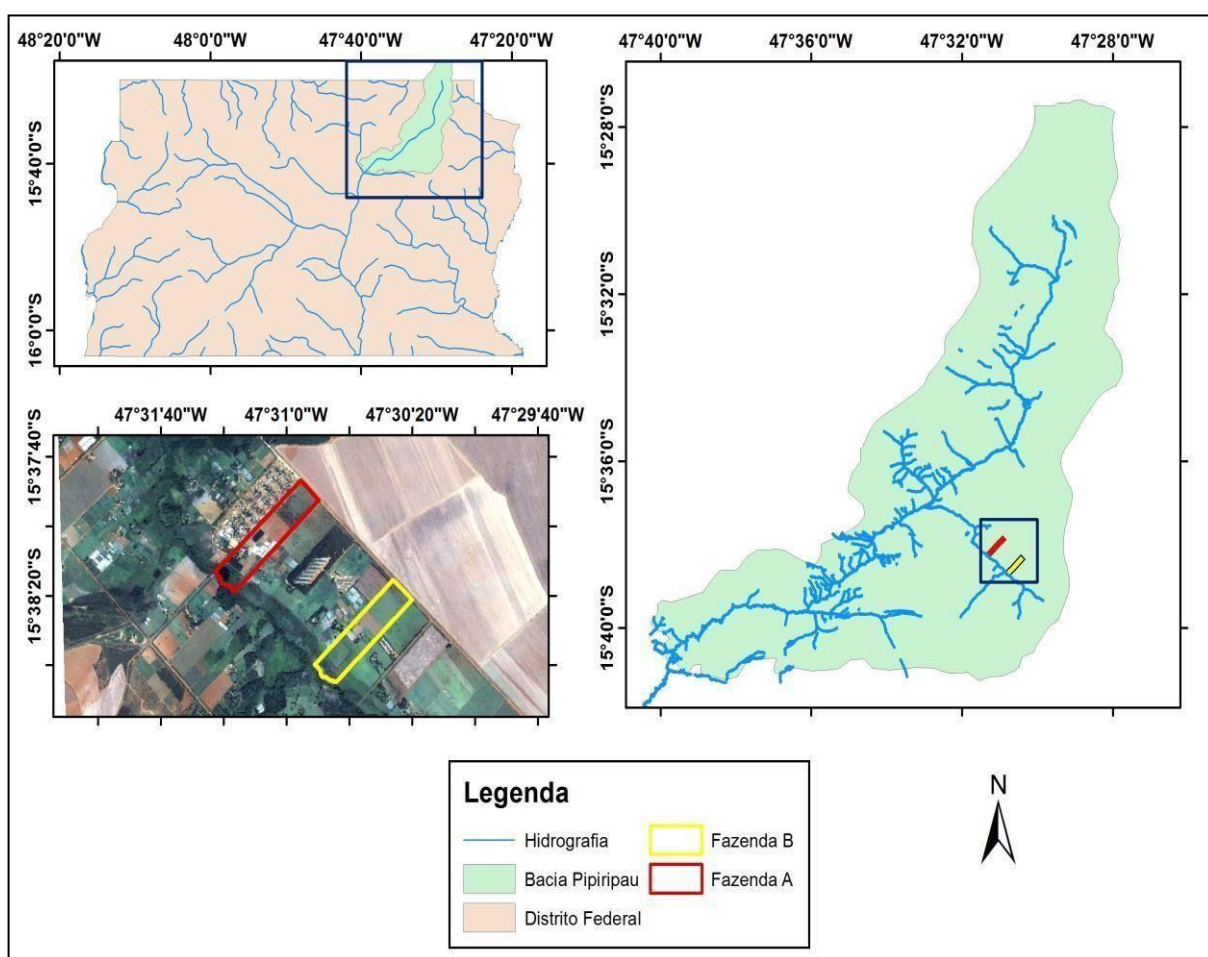 48°20'0"W 48°0'0"W 47°40'0"W 47°20'0"W
15°40'0"S
16°0'0"S
47°40'0"W 47°36'0"W 47°32'0"W 47°28'0"W
15°28'0"S
15°32'0"S
15°36'0"S
15°40'0"S
47°31'40"W 47°31'0"W 47°30'20"W 47°29'40"W
15°37'40"S
15°38'20"S
Legenda
Hidrografia
Bacia Pipiripau
Distrito Federal
Fazenda B
Fazenda A
N